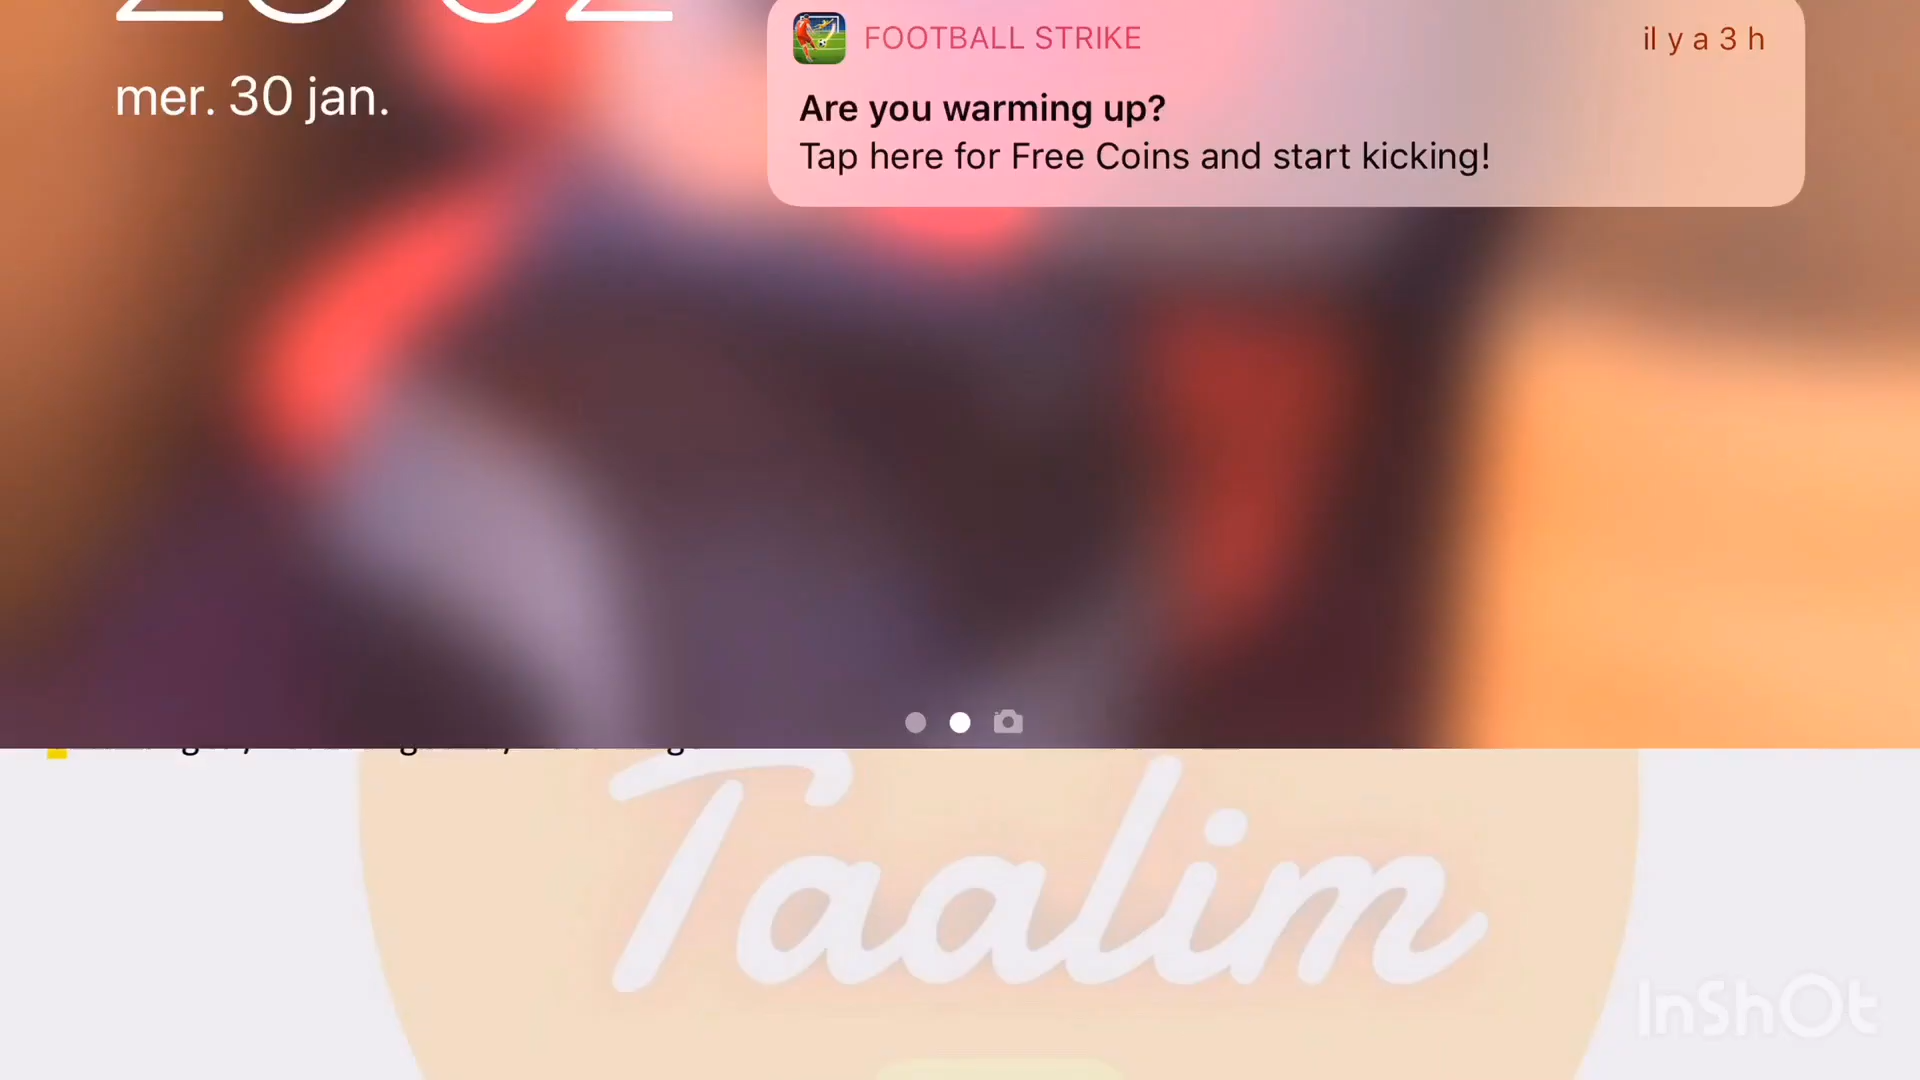 mer. 30 jan.
FOOTBALL STRIKE
il y a 3 h
Are you warming up?
Tap here for Free Coins and start kicking!
Taalim
InShOt